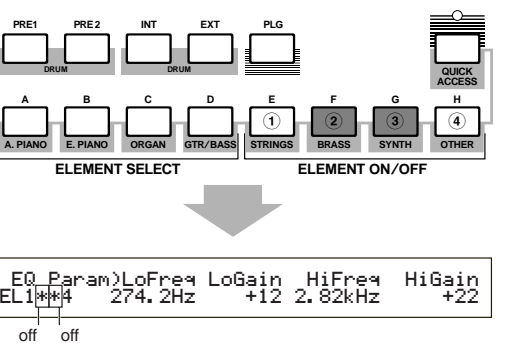 PRE1 PRE2 INT EXT PLG
DRUM DRUM QUICK
ACCESS
A B C D E F G H
① ② ③ ④
A. PIANO E. PIANO ORGAN GTR/BASS STRINGS BRASS SYNTH OTHER
ELEMENT SELECT ELEMENT ON/OFF
EQ Param)LoFreq LoGain HiFreq HiGain
EL1**4 274.2Hz +12 2.82kHz +22
off off